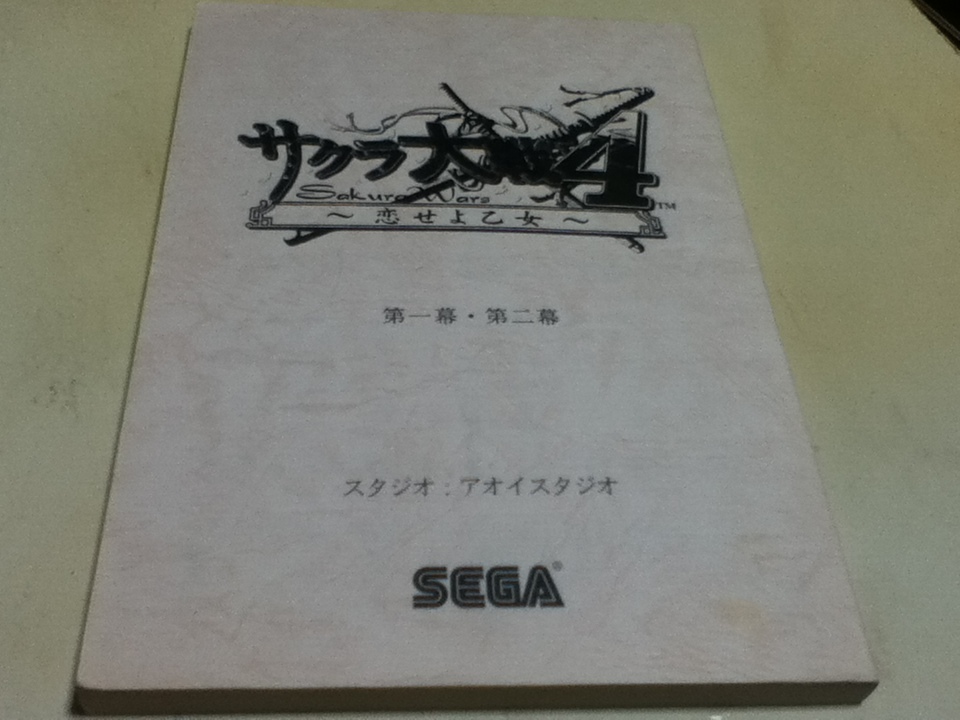 サクラ大戦4
Sakura Wars
TM
～恋せよ乙女～
第一幕・第二幕
スタジオ：アオイスタジオ
SEGA®